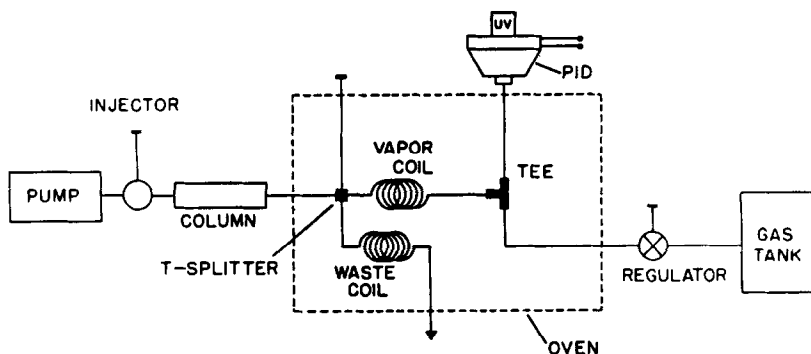 UV
PID
INJECTOR
VAPOR
COIL
TEE
PUMP
COLUMN
GAS
TANK
T-SPLITTER
WASTE
COIL
REGULATOR
OVEN